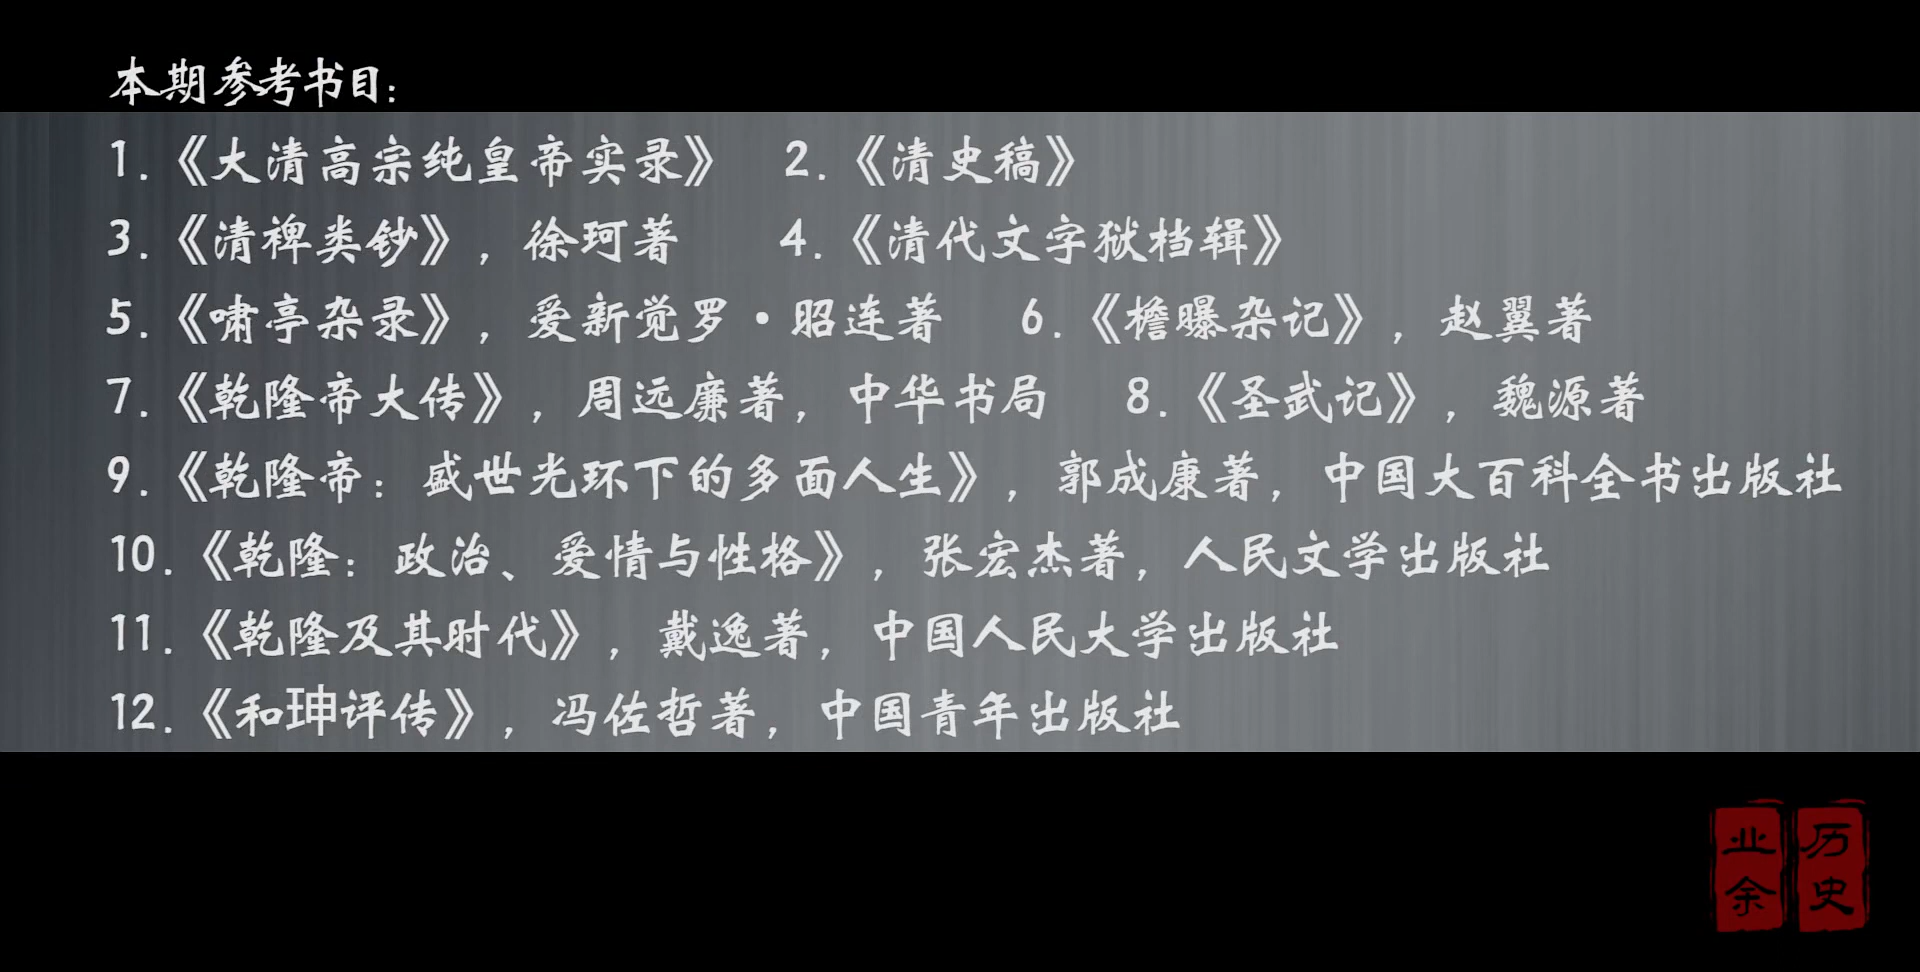 本期参考书目：
1.《大清高宗纯皇帝实录》 2.《清史稿》
3.《清裨类钞》，徐珂著 4.《清代文字狱档辑》
5.《啸亭杂录》，爱新觉罗·昭连著 6.《檐曝杂记》，赵翼著
7.《乾隆帝大传》，周远廉著，中华书局 8.《圣武记》，魏源著
9.《乾隆帝：盛世光环下的多面人生》，郭成康著，中国大百科全书出版社
10.《乾隆：政治、爱情与性格》，张宏杰著，人民文学出版社
11.《乾隆及其时代》，戴逸著，中国人民大学出版社
12.《和珅评传》，冯佐哲著，中国青年出版社
历史
业余